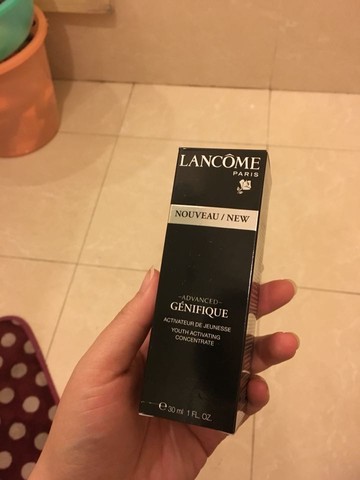 LANCÔME
PARIS
NOUVEAU / NEW
-ADVANCED-
GÉNIFIQUE
ACTIVATEUR DE JEUNESSE
YOUTH ACTIVATING
CONCENTRATE
℮ 30 ml 1 FL. OZ.